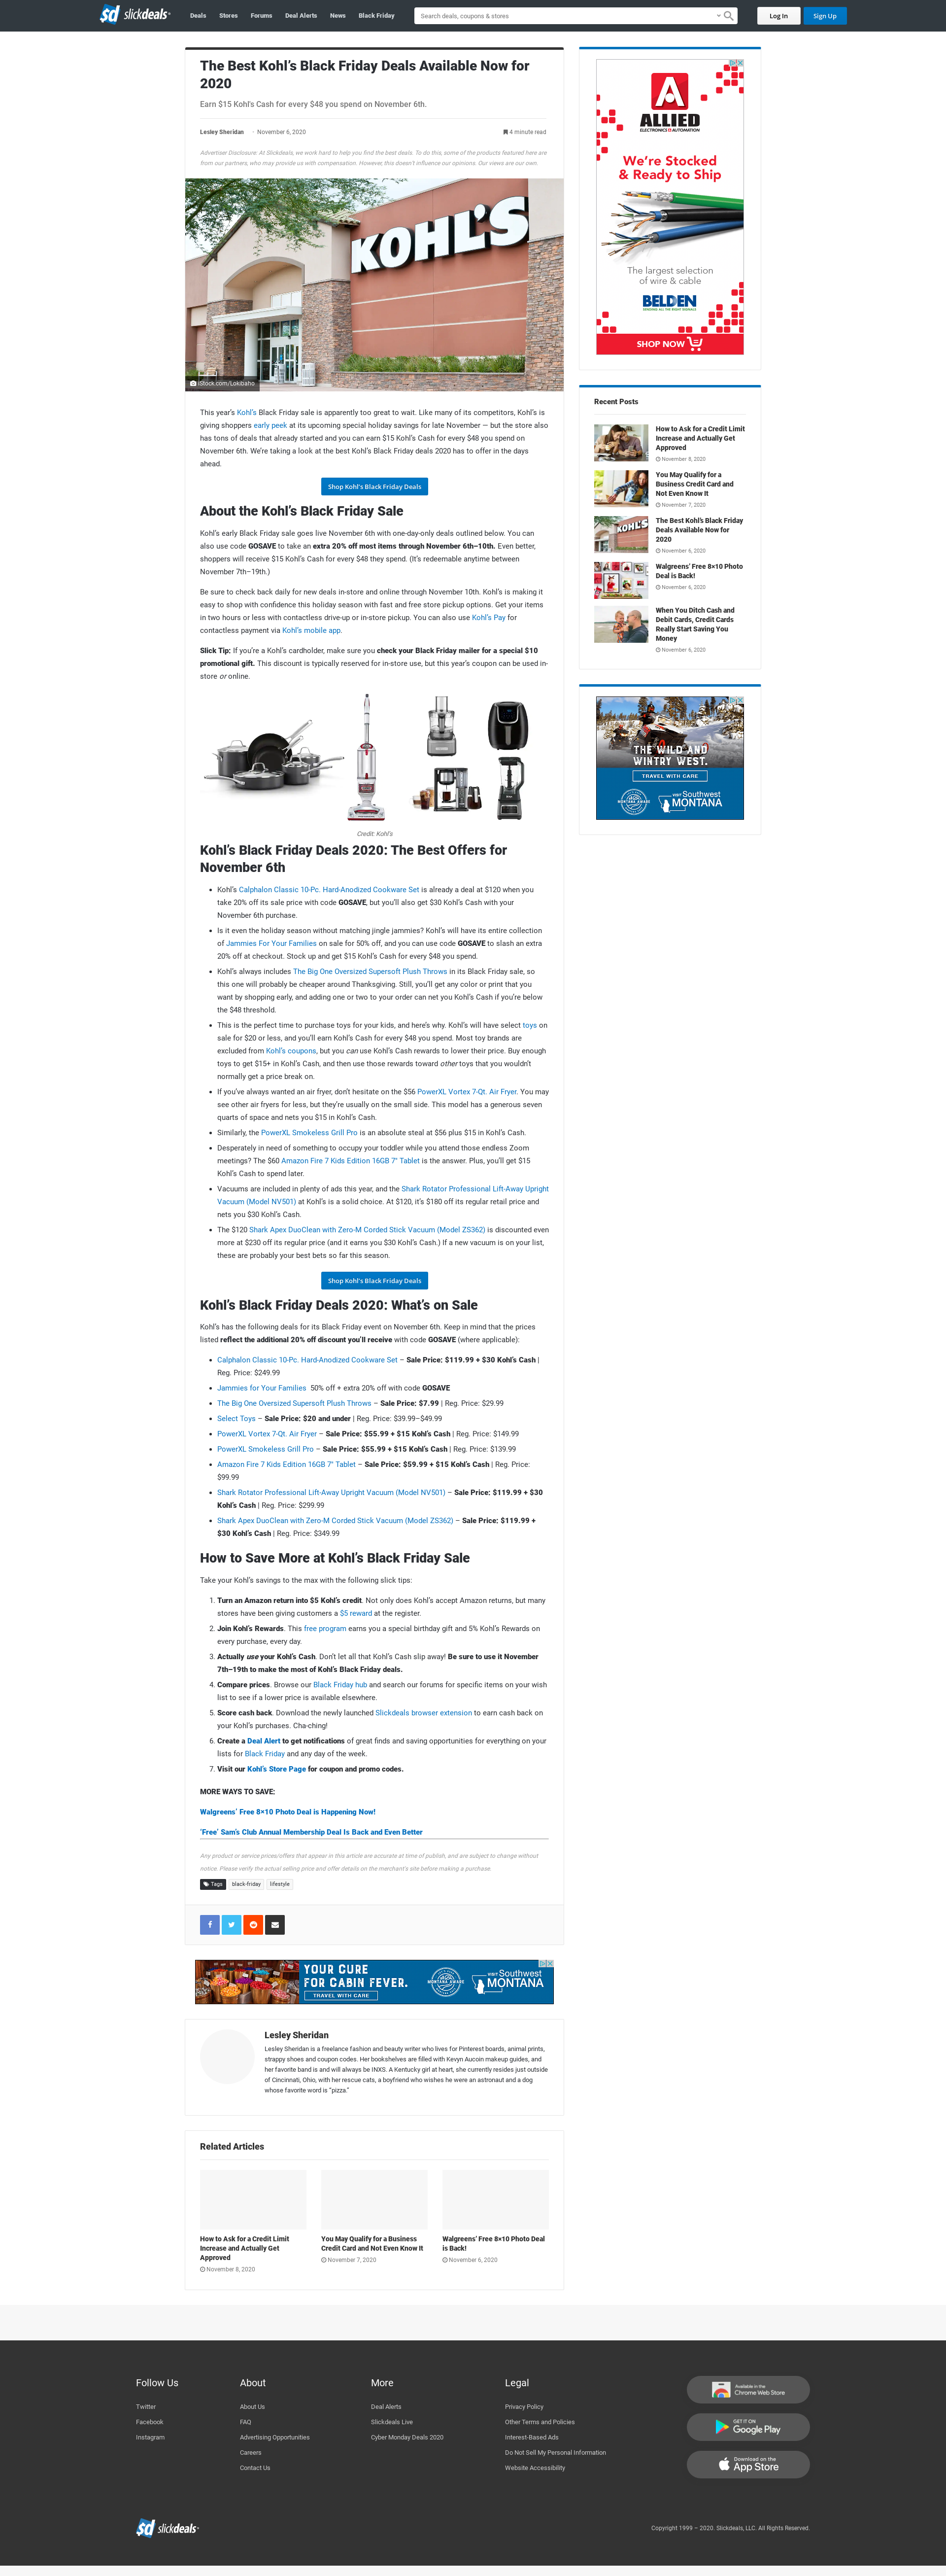 sd slickdeals
Deals Stores Forums Deal Alerts News Black Friday
Search deals, coupons & stores
Log In Sign Up
The Best Kohl's Black Friday Deals Available Now for
2020
Earn $15 Kohl's Cash for every $48 you spend on November 6th.
Lesley Sheridan November 6, 2020 4 minute read
Advertiser Disclosure: At Slickdeals, we work hard to help you find the best deals. To do this, some of the products featured here are
from our partners, who may provide us with compensation. However, this doesn't influence our opinions. Our views are our own.
KOHL'S
iStock.com/Lokibaho
This year's Kohl's Black Friday sale is apparently too great to wait. Like many of its competitors, Kohl's is
giving shoppers early peek at its upcoming special holiday savings for late November — but the store also
has tons of deals that already started and you can earn $15 Kohl's Cash for every $48 you spend on
November 6th. We're taking a look at the best Kohl's Black Friday deals 2020 has to offer in the days
ahead.
Shop Kohl's Black Friday Deals
About the Kohl's Black Friday Sale
Kohl's early Black Friday sale goes live November 6th with one-day-only deals outlined below. You can
also use code GOSAVE to take an extra 20% off most items through November 6th–10th. Even better,
shoppers will receive $15 Kohl's Cash for every $48 they spend. (It's redeemable anytime between
November 7th–19th.)
Be sure to check back daily for new deals in-store and online through November 10th. Kohl's is making it
easy to shop with confidence this holiday season with fast and free store pickup options. Get your items
in two hours or less with contactless drive-up or in-store pickup. You can also use Kohl's Pay for
contactless payment via Kohl's mobile app.
Slick Tip: If you're a Kohl's cardholder, make sure you check your Black Friday mailer for a special $10
promotional gift. This discount is typically reserved for in-store use, but this year's coupon can be used in-
store or online.
Credit: Kohl's
Kohl's Black Friday Deals 2020: The Best Offers for
November 6th
• Kohl's Calphalon Classic 10-Pc. Hard-Anodized Cookware Set is already a deal at $120 when you
take 20% off its sale price with code GOSAVE, but you'll also get $30 Kohl's Cash with your
November 6th purchase.
• Is it even the holiday season without matching jingle jammies? Kohl's will have its entire collection
of Jammies For Your Families on sale for 50% off, and you can use code GOSAVE to slash an extra
20% off at checkout. Stock up and get $15 Kohl's Cash for every $48 you spend.
• Kohl's always includes The Big One Oversized Supersoft Plush Throws in its Black Friday sale, so
this one will probably be cheaper around Thanksgiving. Still, you'll get any color or print that you
want by shopping early, and adding one or two to your order can net you Kohl's Cash if you're below
the $48 threshold.
• This is the perfect time to purchase toys for your kids, and here's why. Kohl's will have select toys on
sale for $20 or less, and you'll earn Kohl's Cash for every $48 you spend. Most toy brands are
excluded from Kohl's coupons, but you can use Kohl's Cash rewards to lower their price. Buy enough
toys to get $15+ in Kohl's Cash, and then use those rewards toward other toys that you wouldn't
normally get a price break on.
• If you've always wanted an air fryer, don't hesitate on the $56 PowerXL Vortex 7-Qt. Air Fryer. You may
see other air fryers for less, but they're usually on the small side. This model has a generous seven
quarts of space and nets you $15 in Kohl's Cash.
• Similarly, the PowerXL Smokeless Grill Pro is an absolute steal at $56 plus $15 in Kohl's Cash.
• Desperately in need of something to occupy your toddler while you attend those endless Zoom
meetings? The $60 Amazon Fire 7 Kids Edition 16GB 7" Tablet is the answer. Plus, you'll get $15
Kohl's Cash to spend later.
• Vacuums are included in plenty of ads this year, and the Shark Rotator Professional Lift-Away Upright
Vacuum (Model NV501) at Kohl's is a solid choice. At $120, it's $180 off its regular retail price and
nets you $30 Kohl's Cash.
• The $120 Shark Apex DuoClean with Zero-M Corded Stick Vacuum (Model ZS362) is discounted even
more at $230 off its regular price (and it earns you $30 Kohl's Cash.) If a new vacuum is on your list,
these are probably your best bets so far this season.
Shop Kohl's Black Friday Deals
Kohl's Black Friday Deals 2020: What's on Sale
Kohl's has the following deals for its Black Friday event on November 6th. Keep in mind that the prices
listed reflect the additional 20% off discount you'll receive with code GOSAVE (where applicable):
• Calphalon Classic 10-Pc. Hard-Anodized Cookware Set – Sale Price: $119.99 + $30 Kohl's Cash |
Reg. Price: $249.99
• Jammies for Your Families 50% off + extra 20% off with code GOSAVE
• The Big One Oversized Supersoft Plush Throws – Sale Price: $7.99 | Reg. Price: $29.99
• Select Toys – Sale Price: $20 and under | Reg. Price: $39.99–$49.99
• PowerXL Vortex 7-Qt. Air Fryer – Sale Price: $55.99 + $15 Kohl's Cash | Reg. Price: $149.99
• PowerXL Smokeless Grill Pro – Sale Price: $55.99 + $15 Kohl's Cash | Reg. Price: $139.99
• Amazon Fire 7 Kids Edition 16GB 7" Tablet – Sale Price: $59.99 + $15 Kohl's Cash | Reg. Price:
$99.99
• Shark Rotator Professional Lift-Away Upright Vacuum (Model NV501) – Sale Price: $119.99 + $30
Kohl's Cash | Reg. Price: $299.99
• Shark Apex DuoClean with Zero-M Corded Stick Vacuum (Model ZS362) – Sale Price: $119.99 +
$30 Kohl's Cash | Reg. Price: $349.99
How to Save More at Kohl's Black Friday Sale
Take your Kohl's savings to the max with the following slick tips:
1. Turn an Amazon return into $5 Kohl's credit. Not only does Kohl's accept Amazon returns, but many
stores have been giving customers a $5 reward at the register.
2. Join Kohl's Rewards. This free program earns you a special birthday gift and 5% Kohl's Rewards on
every purchase, every day.
3. Actually use your Kohl's Cash. Don't let all that Kohl's Cash slip away! Be sure to use it November
7th–19th to make the most of Kohl's Black Friday deals.
4. Compare prices. Browse our Black Friday hub and search our forums for specific items on your wish
list to see if a lower price is available elsewhere.
5. Score cash back. Download the newly launched Slickdeals browser extension to earn cash back on
your Kohl's purchases. Cha-ching!
6. Create a Deal Alert to get notifications of great finds and saving opportunities for everything on your
lists for Black Friday and any day of the week.
7. Visit our Kohl's Store Page for coupon and promo codes.
MORE WAYS TO SAVE:
Walgreens' Free 8×10 Photo Deal is Happening Now!
'Free' Sam's Club Annual Membership Deal Is Back and Even Better
Any product or service prices/offers that appear in this article are accurate at time of publish, and are subject to change without
notice. Please verify the actual selling price and offer details on the merchant's site before making a purchase.
Tags black-friday lifestyle
YOUR CURE
FOR CABIN FEVER.
TRAVEL WITH CARE
MONTANA AWARE
VISIT Southwest
MONTANA
Lesley Sheridan
Lesley Sheridan is a freelance fashion and beauty writer who lives for Pinterest boards, animal prints,
strappy shoes and coupon codes. Her bookshelves are filled with Kevyn Aucoin makeup guides, and
her favorite band is and will always be INXS. A Kentucky girl at heart, she currently resides just outside
of Cincinnati, Ohio, with her rescue cats, a boyfriend who wishes he were an astronaut and a dog
whose favorite word is "pizza."
Related Articles
How to Ask for a Credit Limit
Increase and Actually Get
Approved
November 8, 2020
You May Qualify for a Business
Credit Card and Not Even Know It
November 7, 2020
Walgreens' Free 8×10 Photo Deal
is Back!
November 6, 2020
ALLIED
ELECTRONICS & AUTOMATION
We're Stocked
& Ready to Ship
The largest selection
of wire & cable
BELDEN
SENDING ALL THE RIGHT SIGNALS
SHOP NOW
Recent Posts
How to Ask for a Credit Limit
Increase and Actually Get
Approved
November 8, 2020
You May Qualify for a
Business Credit Card and
Not Even Know It
November 7, 2020
The Best Kohl's Black Friday
Deals Available Now for
2020
November 6, 2020
Walgreens' Free 8×10 Photo
Deal is Back!
November 6, 2020
When You Ditch Cash and
Debit Cards, Credit Cards
Really Start Saving You
Money
November 6, 2020
THE WILD AND
WINTRY WEST.
TRAVEL WITH CARE
MONTANA AWARE
VISIT Southwest
MONTANA
Follow Us
Twitter
Facebook
Instagram
About
About Us
FAQ
Advertising Opportunities
Careers
Contact Us
More
Deal Alerts
Slickdeals Live
Cyber Monday Deals 2020
Legal
Privacy Policy
Other Terms and Policies
Interest-Based Ads
Do Not Sell My Personal Information
Website Accessibility
Available in the
Chrome Web Store
GET IT ON
Google Play
Download on the
App Store
sd slickdeals
Copyright 1999 – 2020. Slickdeals, LLC. All Rights Reserved.